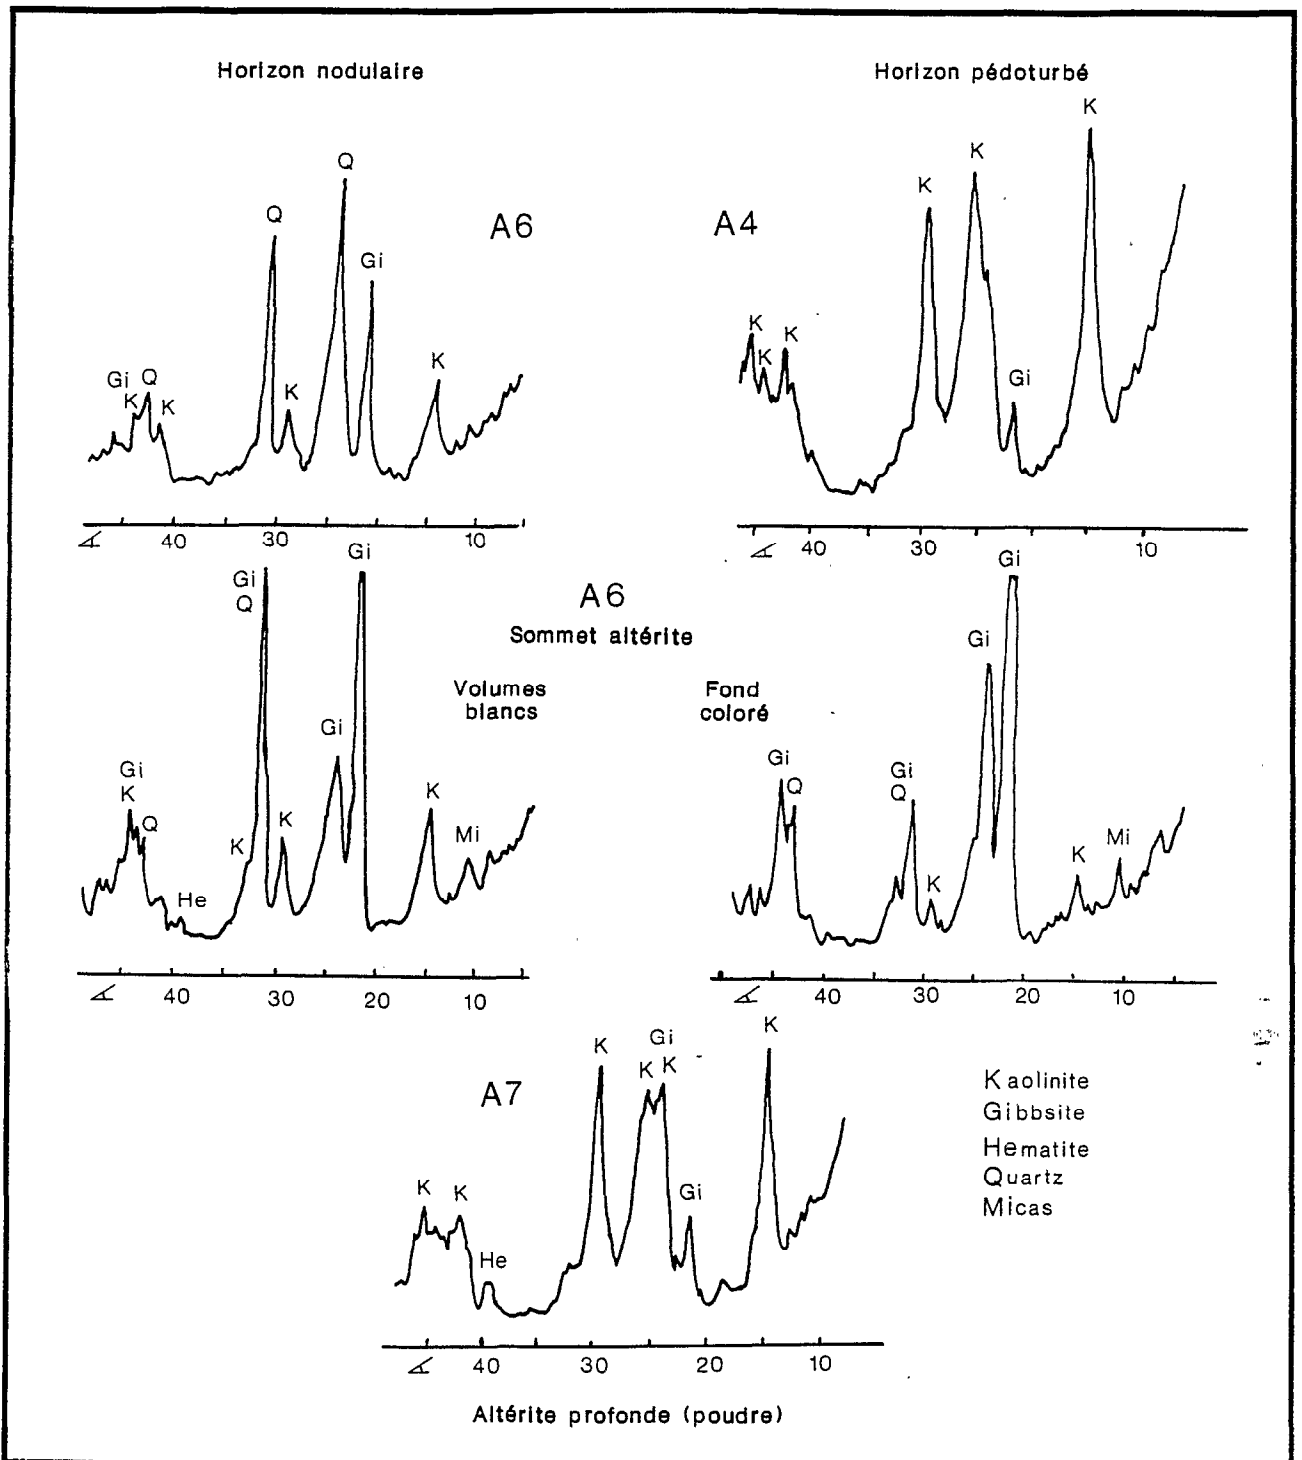 Horizon nodulaire
Horizon pédoturbé
A6
Q
Q
Gi
K
K
Gi
Q
K
K
40
30
10
A4
K
K
K
K
K
K
Gi
40
30
10
A6
Sommet altérite
Volumes
blancs
Fond
coloré
Gi
Q
Gi
Gi
Gi
K
Q
He
K
K
K
Mi
40
30
20
10
Gi
Gi
Gi
Q
Gi
Q
K
K
Mi
40
30
20
10
A7
K
K
Gi
K
K
K
K
He
Gi
40
30
20
10
Kaolinite
Gibbsite
Hematite
Quartz
Micas
Altérite profonde (poudre)